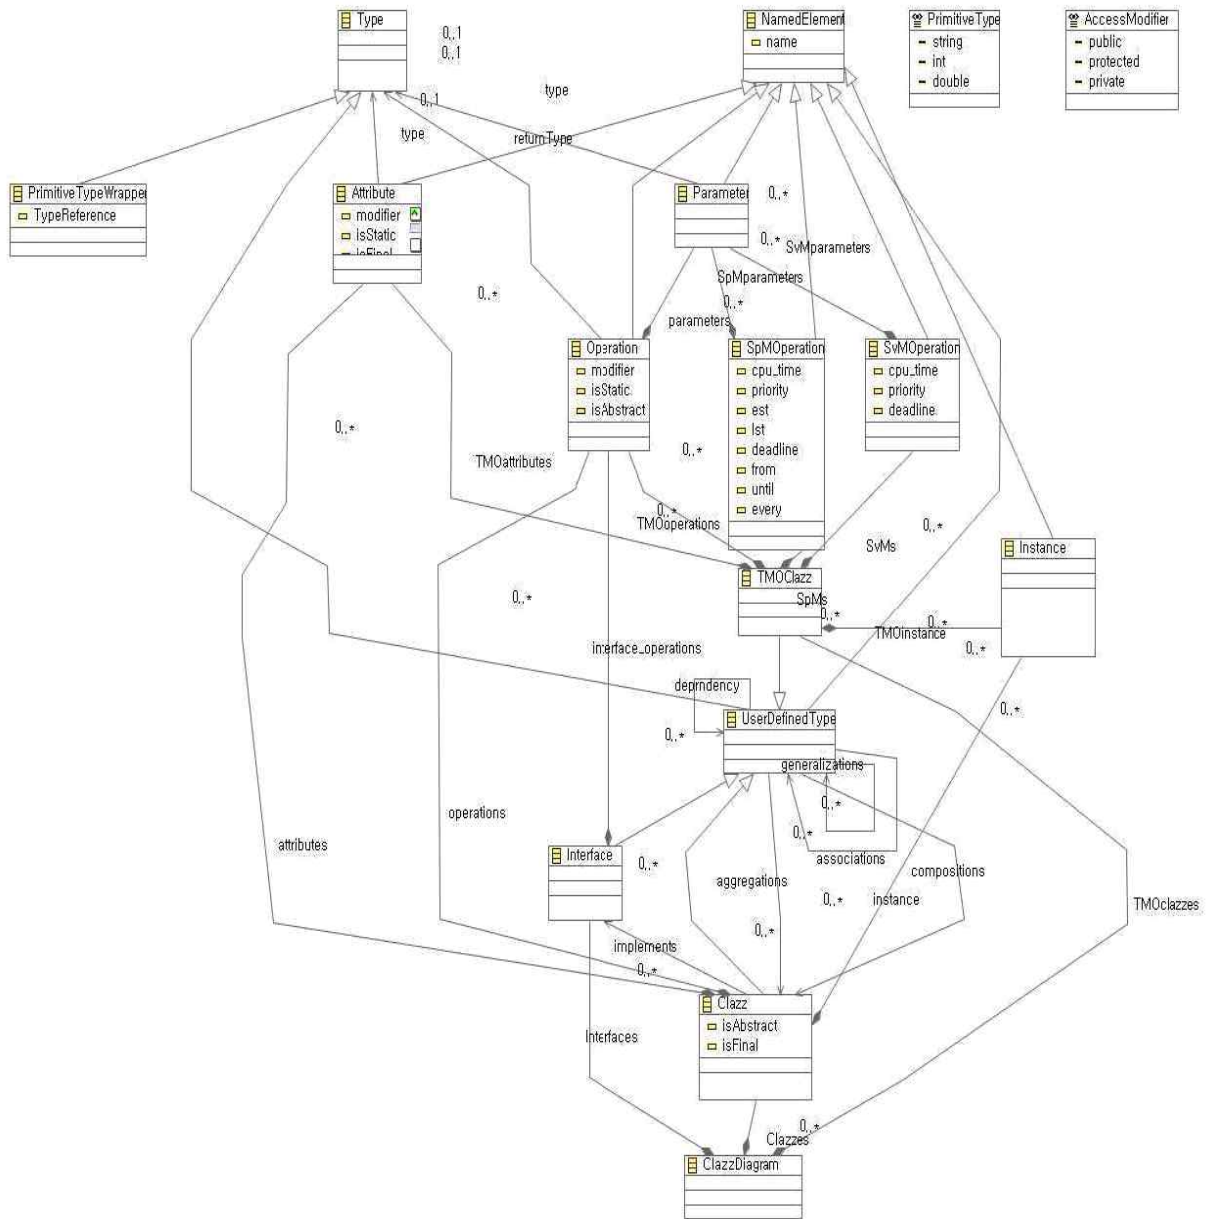 Type
NamedElement
name
PrimitiveType
string
int
double
AccessModifier
public
protected
private
0..1
0..1
0..1
type
type
returnType
PrimitiveTypeWrapper
TypeReference
Attribute
modifier
isStatic
isFinal
Parameter
0..*
0..*
SvMparameters
SpMparameters
0..*
0..*
parameters
Operation
modifier
isStatic
isAbstract
SpMOperation
cpu_time
priority
est
lst
deadline
from
until
every
SvMOperation
cpu_time
priority
deadline
0..*
0..*
TMOattributes
0..*
TMOoperations
0..*
SvMs
Instance
TMOClazz
SpMs
0..*
0..*
0..*
TMOinstance
0..*
interface_operations
deprndency
0..*
UserDefinedType
0..*
generalizations
0..*
0..*
associations
operations
attributes
Interface
0..*
aggregations
compositions
0..*
instance
TMOclazzes
0..*
implements
0..*
Clazz
isAbstract
isFinal
Interfaces
0..*
Clazzes
ClazzDiagram